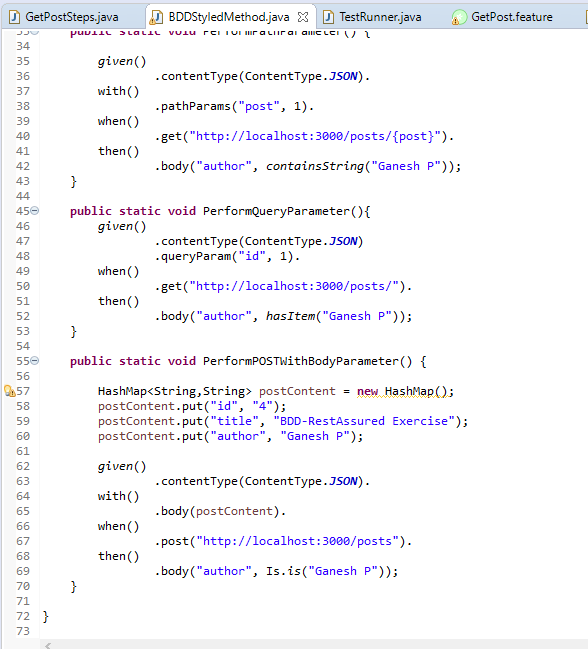 GetPostSteps.java BDDStyledMethod.java TestRunner.java GetPost.feature
33 public static void PerformPathParameter() {
34
35 given()
36 .contentType(ContentType.JSON).
37 with()
38 .pathParams("post", 1).
39 when()
40 .get("http://localhost:3000/posts/{post}").
41 then()
42 .body("author", containsString("Ganesh P"));
43 }
44
45 public static void PerformQueryParameter(){
46 given()
47 .contentType(ContentType.JSON)
48 .queryParam("id", 1).
49 when()
50 .get("http://localhost:3000/posts/").
51 then()
52 .body("author", hasItem("Ganesh P"));
53 }
54
55 public static void PerformPOSTWithBodyParameter() {
56
57 HashMap<String,String> postContent = new HashMap();
58 postContent.put("id", "4");
59 postContent.put("title", "BDD-RestAssured Exercise");
60 postContent.put("author", "Ganesh P");
61
62 given()
63 .contentType(ContentType.JSON).
64 with()
65 .body(postContent).
66 when()
67 .post("http://localhost:3000/posts").
68 then()
69 .body("author", Is.is("Ganesh P"));
70 }
71
72 }
73